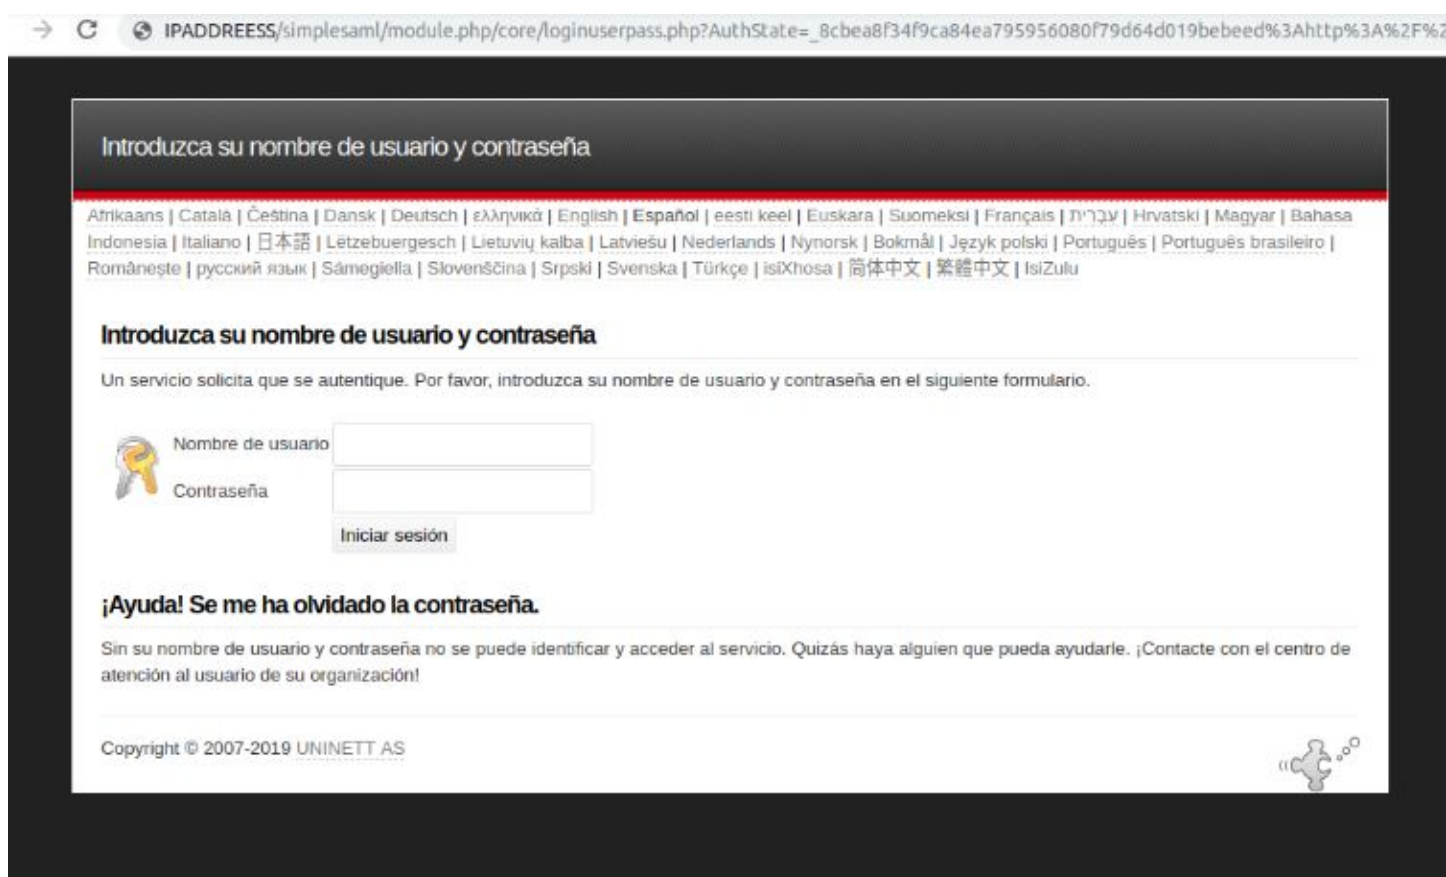 IPADDREESS/simplesaml/module.php/core/loginuserpass.php?AuthState=_8cbea8f34f9ca84ea795956080f79d64d019bebeed%3Ahttp%3A%2F%2
Introduzca su nombre de usuario y contraseña
Afrikaans | Català | Čeština | Dansk | Deutsch | ελληνικά | English | Español | eesti keel | Euskara | Suomeksi | Français | עִבְרִית | Hrvatski | Magyar | Bahasa
Indonesia | Italiano | 日本語 | Lëtzebuergesch | Lietuvių kalba | Latviešu | Nederlands | Nynorsk | Bokmål | Język polski | Português | Português brasileiro |
Românește | русский язык | Sámegiella | Slovenščina | Srpski | Svenska | Türkçe | isiXhosa | 简体中文 | 繁體中文 | IsiZulu
Introduzca su nombre de usuario y contraseña
Un servicio solicita que se autentique. Por favor, introduzca su nombre de usuario y contraseña en el siguiente formulario.
Nombre de usuario
Contraseña
Iniciar sesión
¡Ayuda! Se me ha olvidado la contraseña.
Sin su nombre de usuario y contraseña no se puede identificar y acceder al servicio. Quizás haya alguien que pueda ayudarle. ¡Contacte con el centro de
atención al usuario de su organización!
Copyright © 2007-2019 UNINETT AS